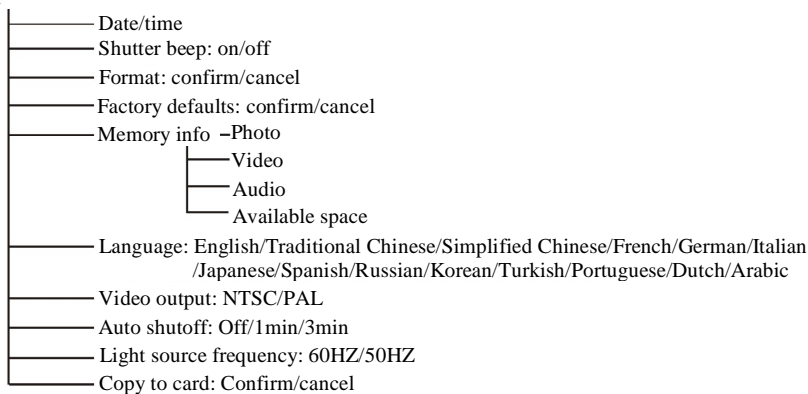 Date/time
Shutter beep: on/off
Format: confirm/cancel
Factory defaults: confirm/cancel
Memory info Photo
Video
Audio
Available space
Language: English/Traditional Chinese/Simplified Chinese/French/German/Italian
/Japanese/Spanish/Russian/Korean/Turkish/Portuguese/Dutch/Arabic
Video output: NTSC/PAL
Auto shutoff: Off/1min/3min
Light source frequency: 60HZ/50HZ
Copy to card: Confirm/cancel